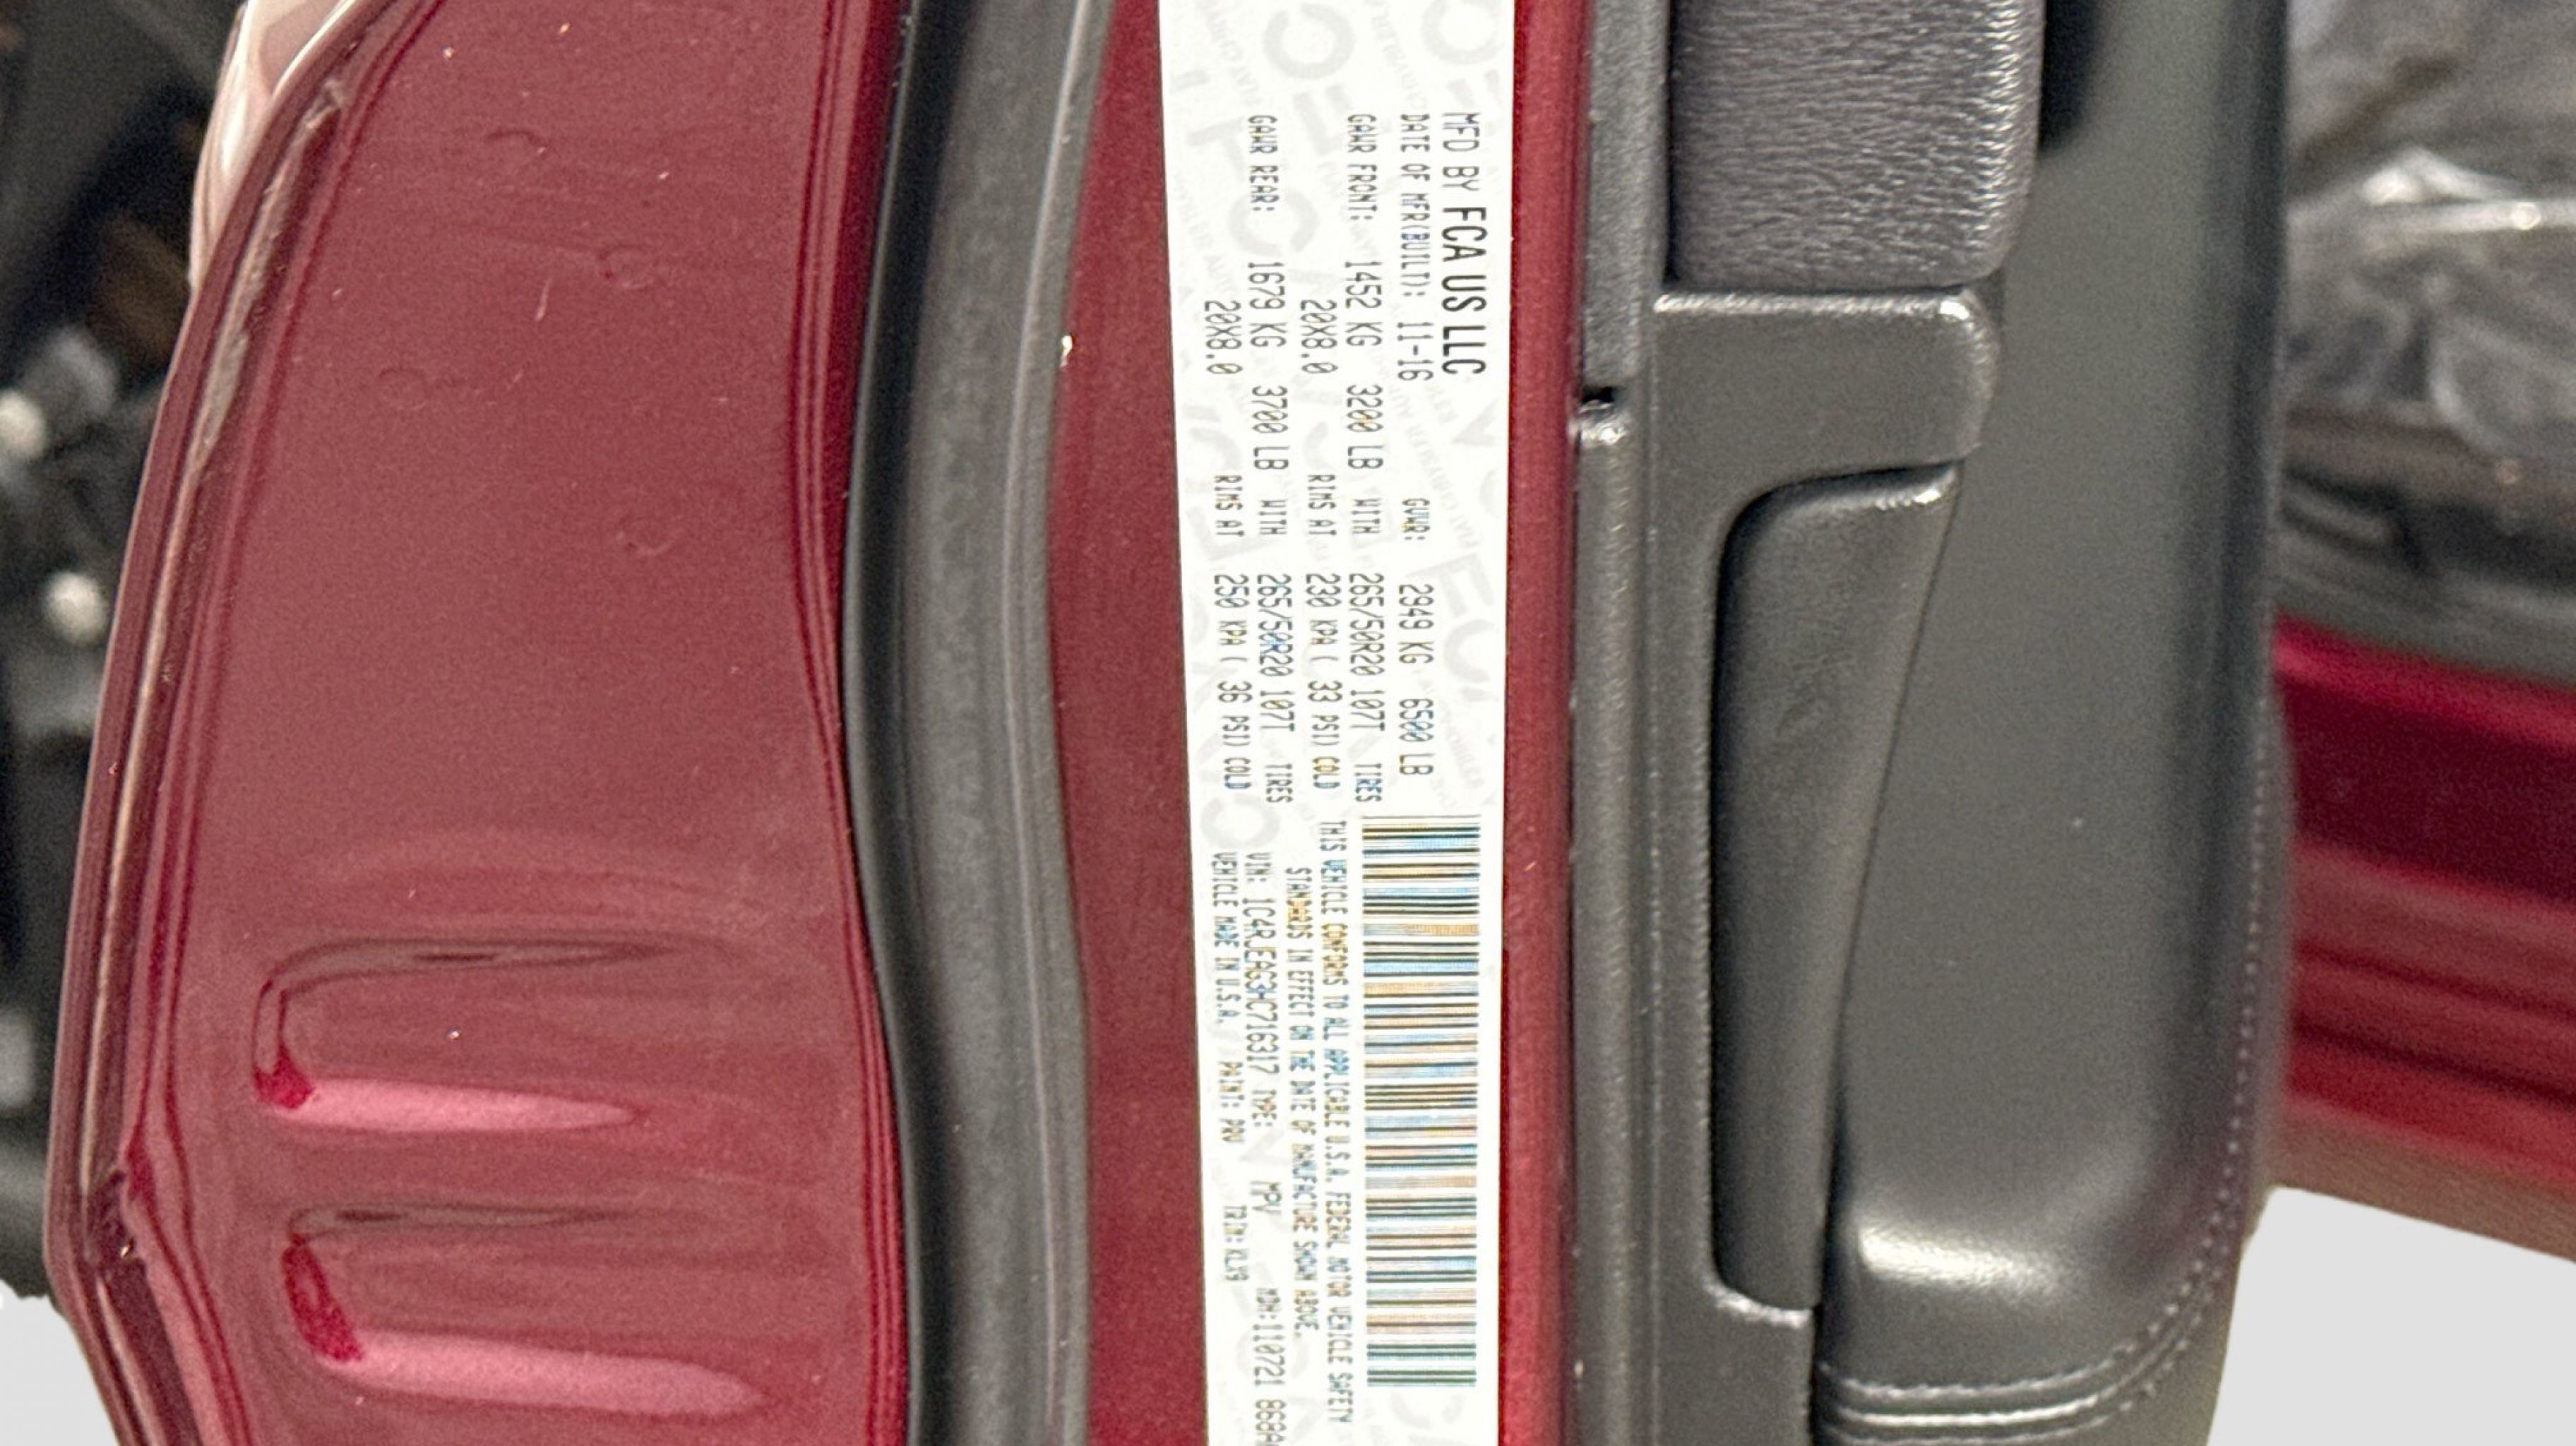 MFD BY FCA US LLC
DATE OF MFR(BUILT): 11-16 GVWR: 2949 KG 6500 LB
GAWR FRONT: 1452 KG 3200 LB WITH 265/50R20 107T TIRES
20X8.0 RIMS AT 230 KPA ( 33 PSI) COLD
GAWR REAR: 1679 KG 3700 LB WITH 265/50R20 107T TIRES
20X8.0 RIMS AT 250 KPA ( 36 PSI) COLD
THIS VEHICLE CONFORMS TO ALL APPLICABLE U.S.A. FEDERAL MOTOR VEHICLE SAFETY
STANDARDS IN EFFECT ON THE DATE OF MANUFACTURE SHOWN ABOVE.
VIN: 1C4RJEAG3HC716317 TYPE: MPV MDH:110721
VEHICLE MADE IN U.S.A. PAINT: PRV TRIM: KLX9